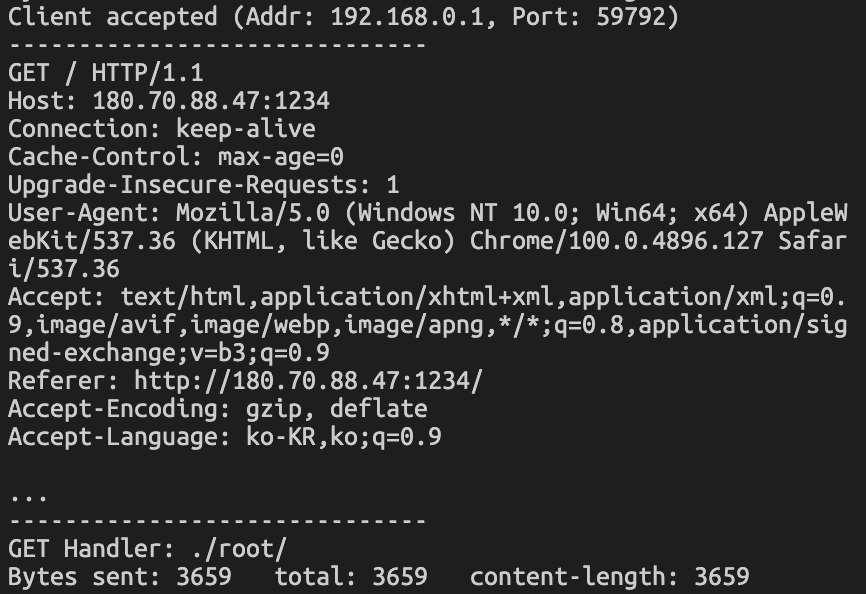 Client accepted (Addr: 192.168.0.1, Port: 59792)
------------------------------
GET / HTTP/1.1
Host: 180.70.88.47:1234
Connection: keep-alive
Cache-Control: max-age=0
Upgrade-Insecure-Requests: 1
User-Agent: Mozilla/5.0 (Windows NT 10.0; Win64; x64) AppleW
ebKit/537.36 (KHTML, like Gecko) Chrome/100.0.4896.127 Safar
i/537.36
Accept: text/html,application/xhtml+xml,application/xml;q=0.
9,image/avif,image/webp,image/apng,*/*;q=0.8,application/sig
ned-exchange;v=b3;q=0.9
Referer: http://180.70.88.47:1234/
Accept-Encoding: gzip, deflate
Accept-Language: ko-KR,ko;q=0.9

...
------------------------------
GET Handler: ./root/
Bytes sent: 3659   total: 3659   content-length: 3659